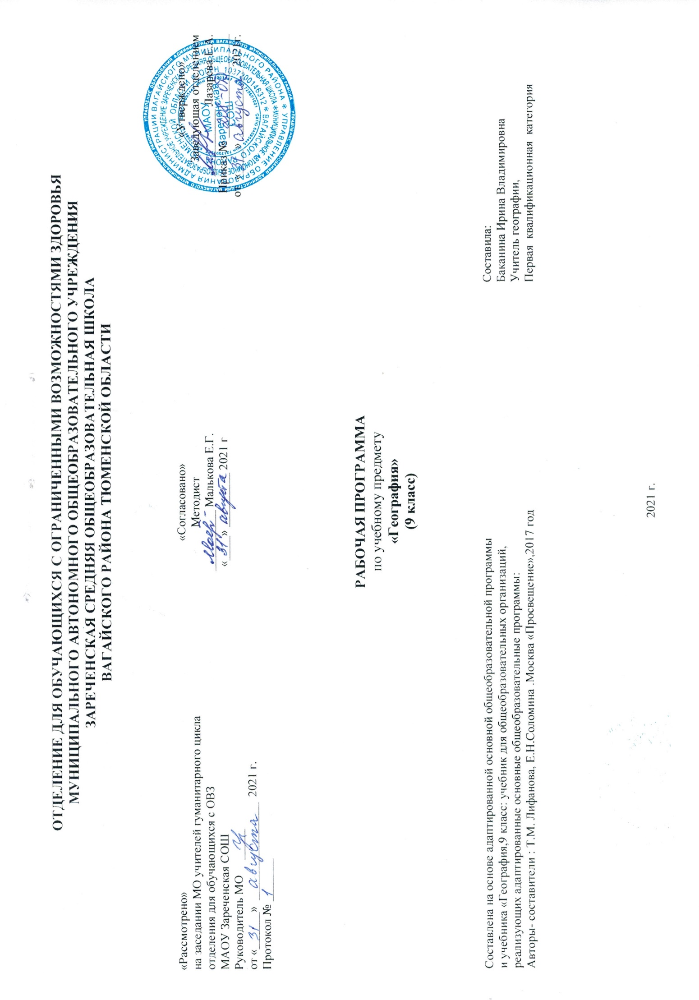 ОТДЕЛЕНИЕ ДЛЯ ОБУЧАЮЩИХСЯ С ОГРАНИЧЕННЫМИ ВОЗМОЖНОСТЯМИ ЗДОРОВЬЯ
МУНИЦИПАЛЬНОГО АВТОНОМНОГО ОБЩЕОБРАЗОВАТЕЛЬНОГО УЧРЕЖДЕНИЯ
ЗАРЕЧЕНСКАЯ СРЕДНЯЯ ОБЩЕОБРАЗОВАТЕЛЬНАЯ ШКОЛА
ВАГАЙСКОГО РАЙОНА ТЮМЕНСКОЙ ОБЛАСТИ
«Рассмотрено»
на заседании МО учителей гуманитарного цикла
отделения для обучающихся с ОВЗ
МАОУ Зареченская СОШ
Руководитель МО
от « 31 » августа 2021 г.
Протокол № 1
«Согласовано»
Методист
Малькова Е.Г.
« 31 » августа 2021 г
«Утверждено»
Заведующая отделением
Лазарева Е.А.
Приказ №
от « 31 » августа 2021г.
МАОУ
Зареченская
СОШ
РАБОЧАЯ ПРОГРАММА
по учебному предмету
«География»
(9 класс)
Составлена на основе адаптированной основной общеобразовательной программы
и учебника «География,9 класс: учебник для общеобразовательных организаций,
реализующих адаптированные основные общеобразовательные программы:
Авторы- составители : Т.М. Лифанова, Е.Н.Соломина .Москва «Просвещение»,2017 год
Составила:
Баканина Ирина Владимировна
Учитель географии,
Первая квалификационная категория
2021 г.